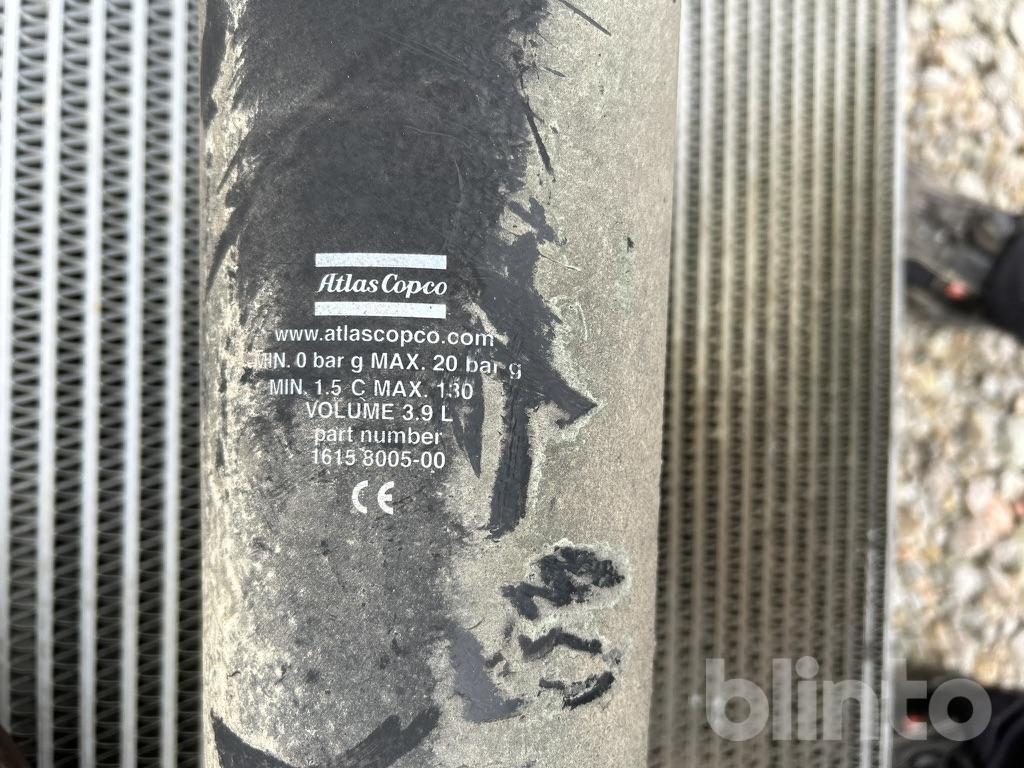 Atlas Copco
www.atlascopco.com
MIN. 0 bar g MAX. 20 bar g
MIN. 1.5 C MAX. 130
VOLUME 3.9 L
part number
1615 8005-00
CE
blinto